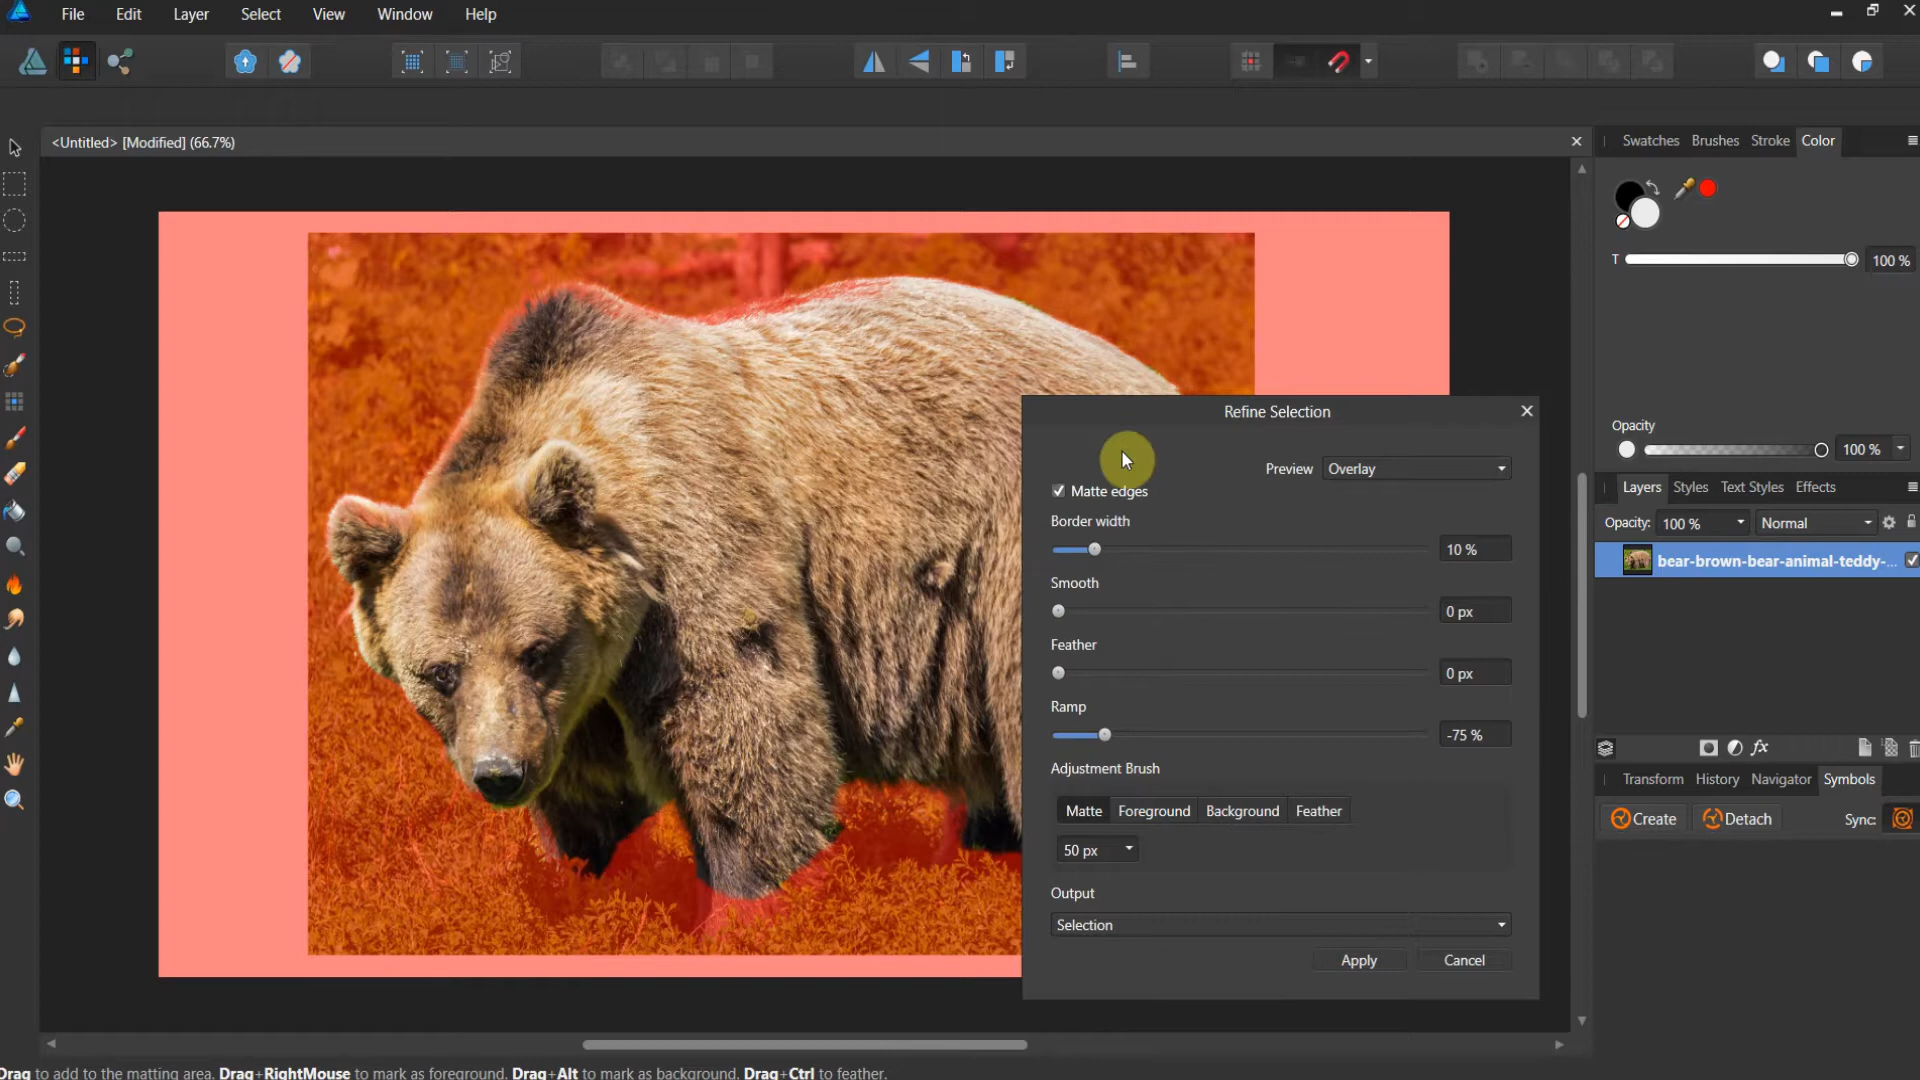 File Edit Layer Select View Window Help
<Untitled> [Modified] (66.7%)
Swatches Brushes Stroke Color
T 100 %
Opacity
100 %
Layers Styles Text Styles Effects
Opacity: 100 % Normal
bear-brown-bear-animal-teddy-...
Refine Selection
Preview Overlay
Matte edges
Border width
10 %
Smooth
0 px
Feather
0 px
Ramp
-75 %
Adjustment Brush
Matte Foreground Background Feather
50 px
Output
Selection
Apply Cancel
fx
Transform History Navigator Symbols
Create Detach Sync:
Drag to add to the matting area. Drag+RightMouse to mark as foreground. Drag+Alt to mark as background. Drag+Ctrl to feather.